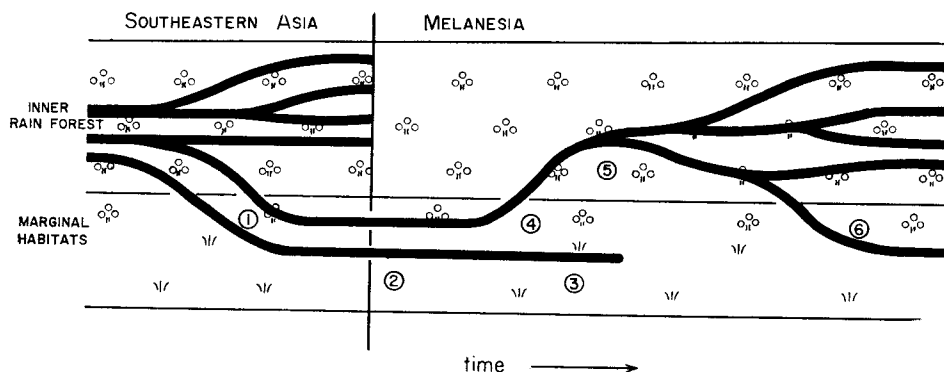 SOUTHEASTERN ASIA
MELANESIA
INNER
RAIN FOREST
MARGINAL
HABITATS
①
②
③
④
⑤
⑥
time